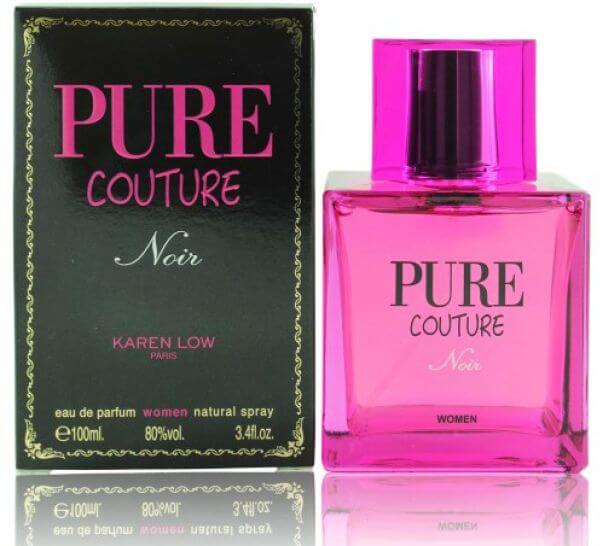 PURE
COUTURE
Noir
KAREN LOW
PARIS
eau de parfum women natural spray
℮100ml. 80%vol. 3.4fl.oz.
PURE
COUTURE
Noir
WOMEN